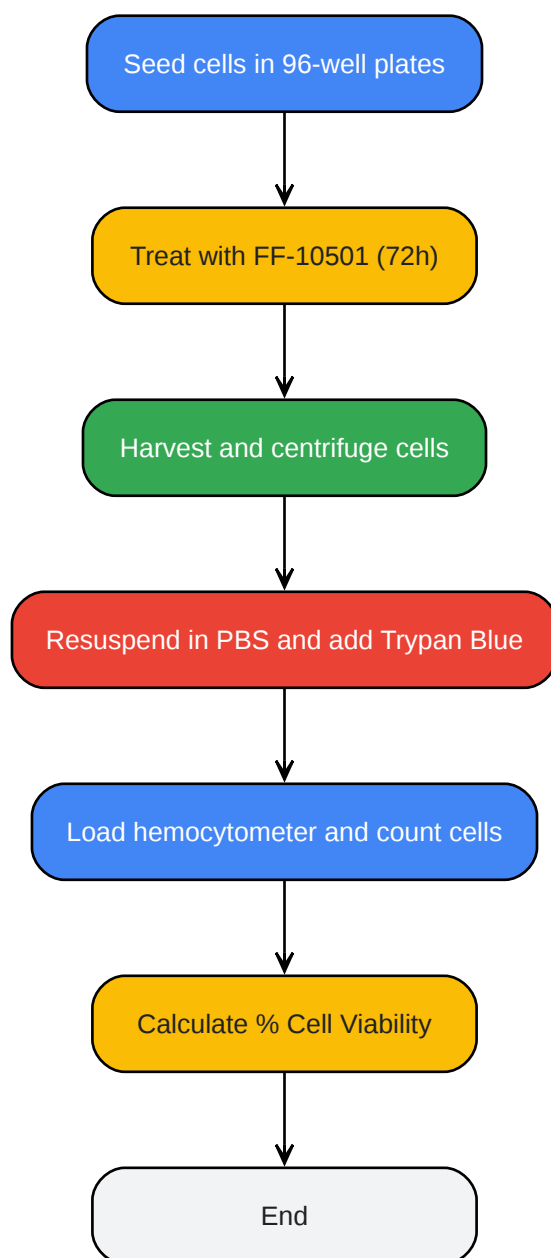 Seed cells in 96-well plates
Treat with FF-10501 (72h)
Harvest and centrifuge cells
Resuspend in PBS and add Trypan Blue
Load hemocytometer and count cells
Calculate % Cell Viability
End